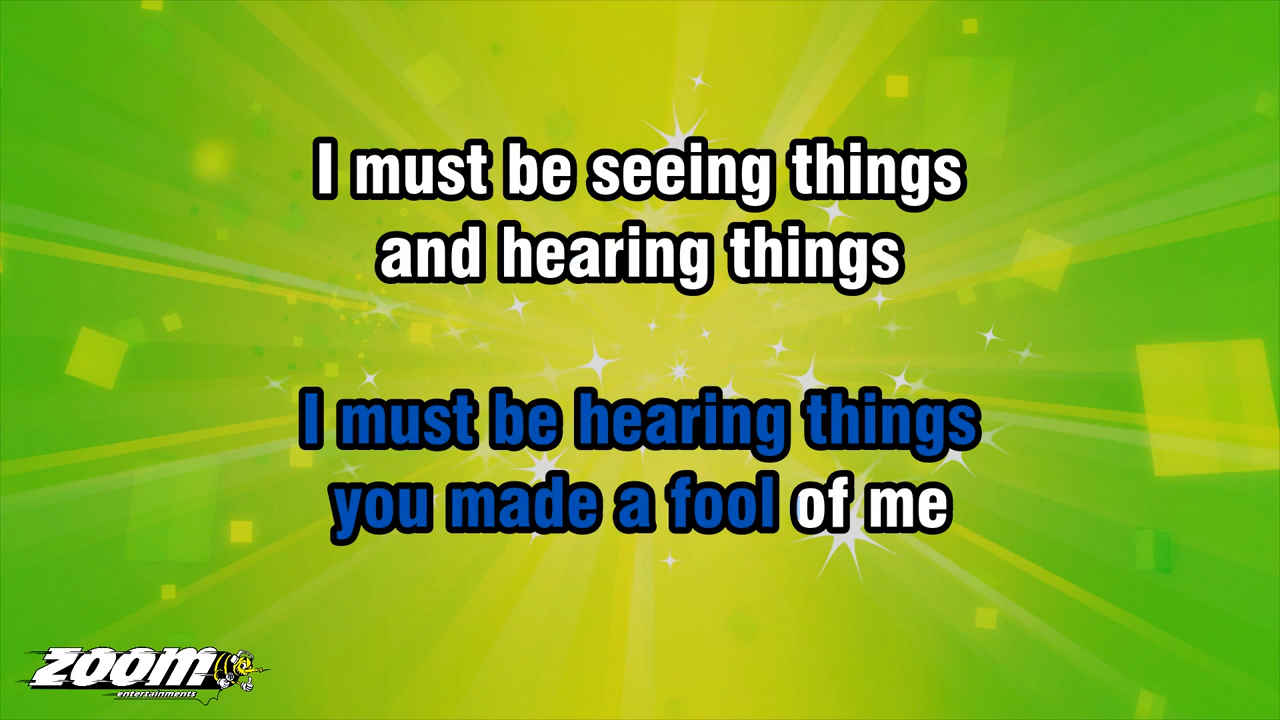 I must be seeing things
and hearing things
I must be hearing things
you made a fool of me
zoom
entertainments